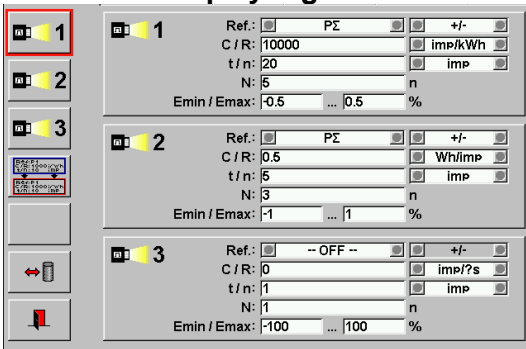 1
2
3
1 Ref.: PΣ +/-
C / R: 10000 imp/kWh
t / n: 20 imp
N: 5 n
Emin / Emax: -0.5 ... 0.5 %
2 Ref.: PΣ +/-
C / R: 0.5 Wh/imp
t / n: 5 imp
N: 3 n
Emin / Emax: -1 ... 1 %
3 Ref.: -- OFF -- +/-
C / R: 0 imp/?s
t / n: 1 imp
N: 1 n
Emin / Emax: -100 ... 100 %